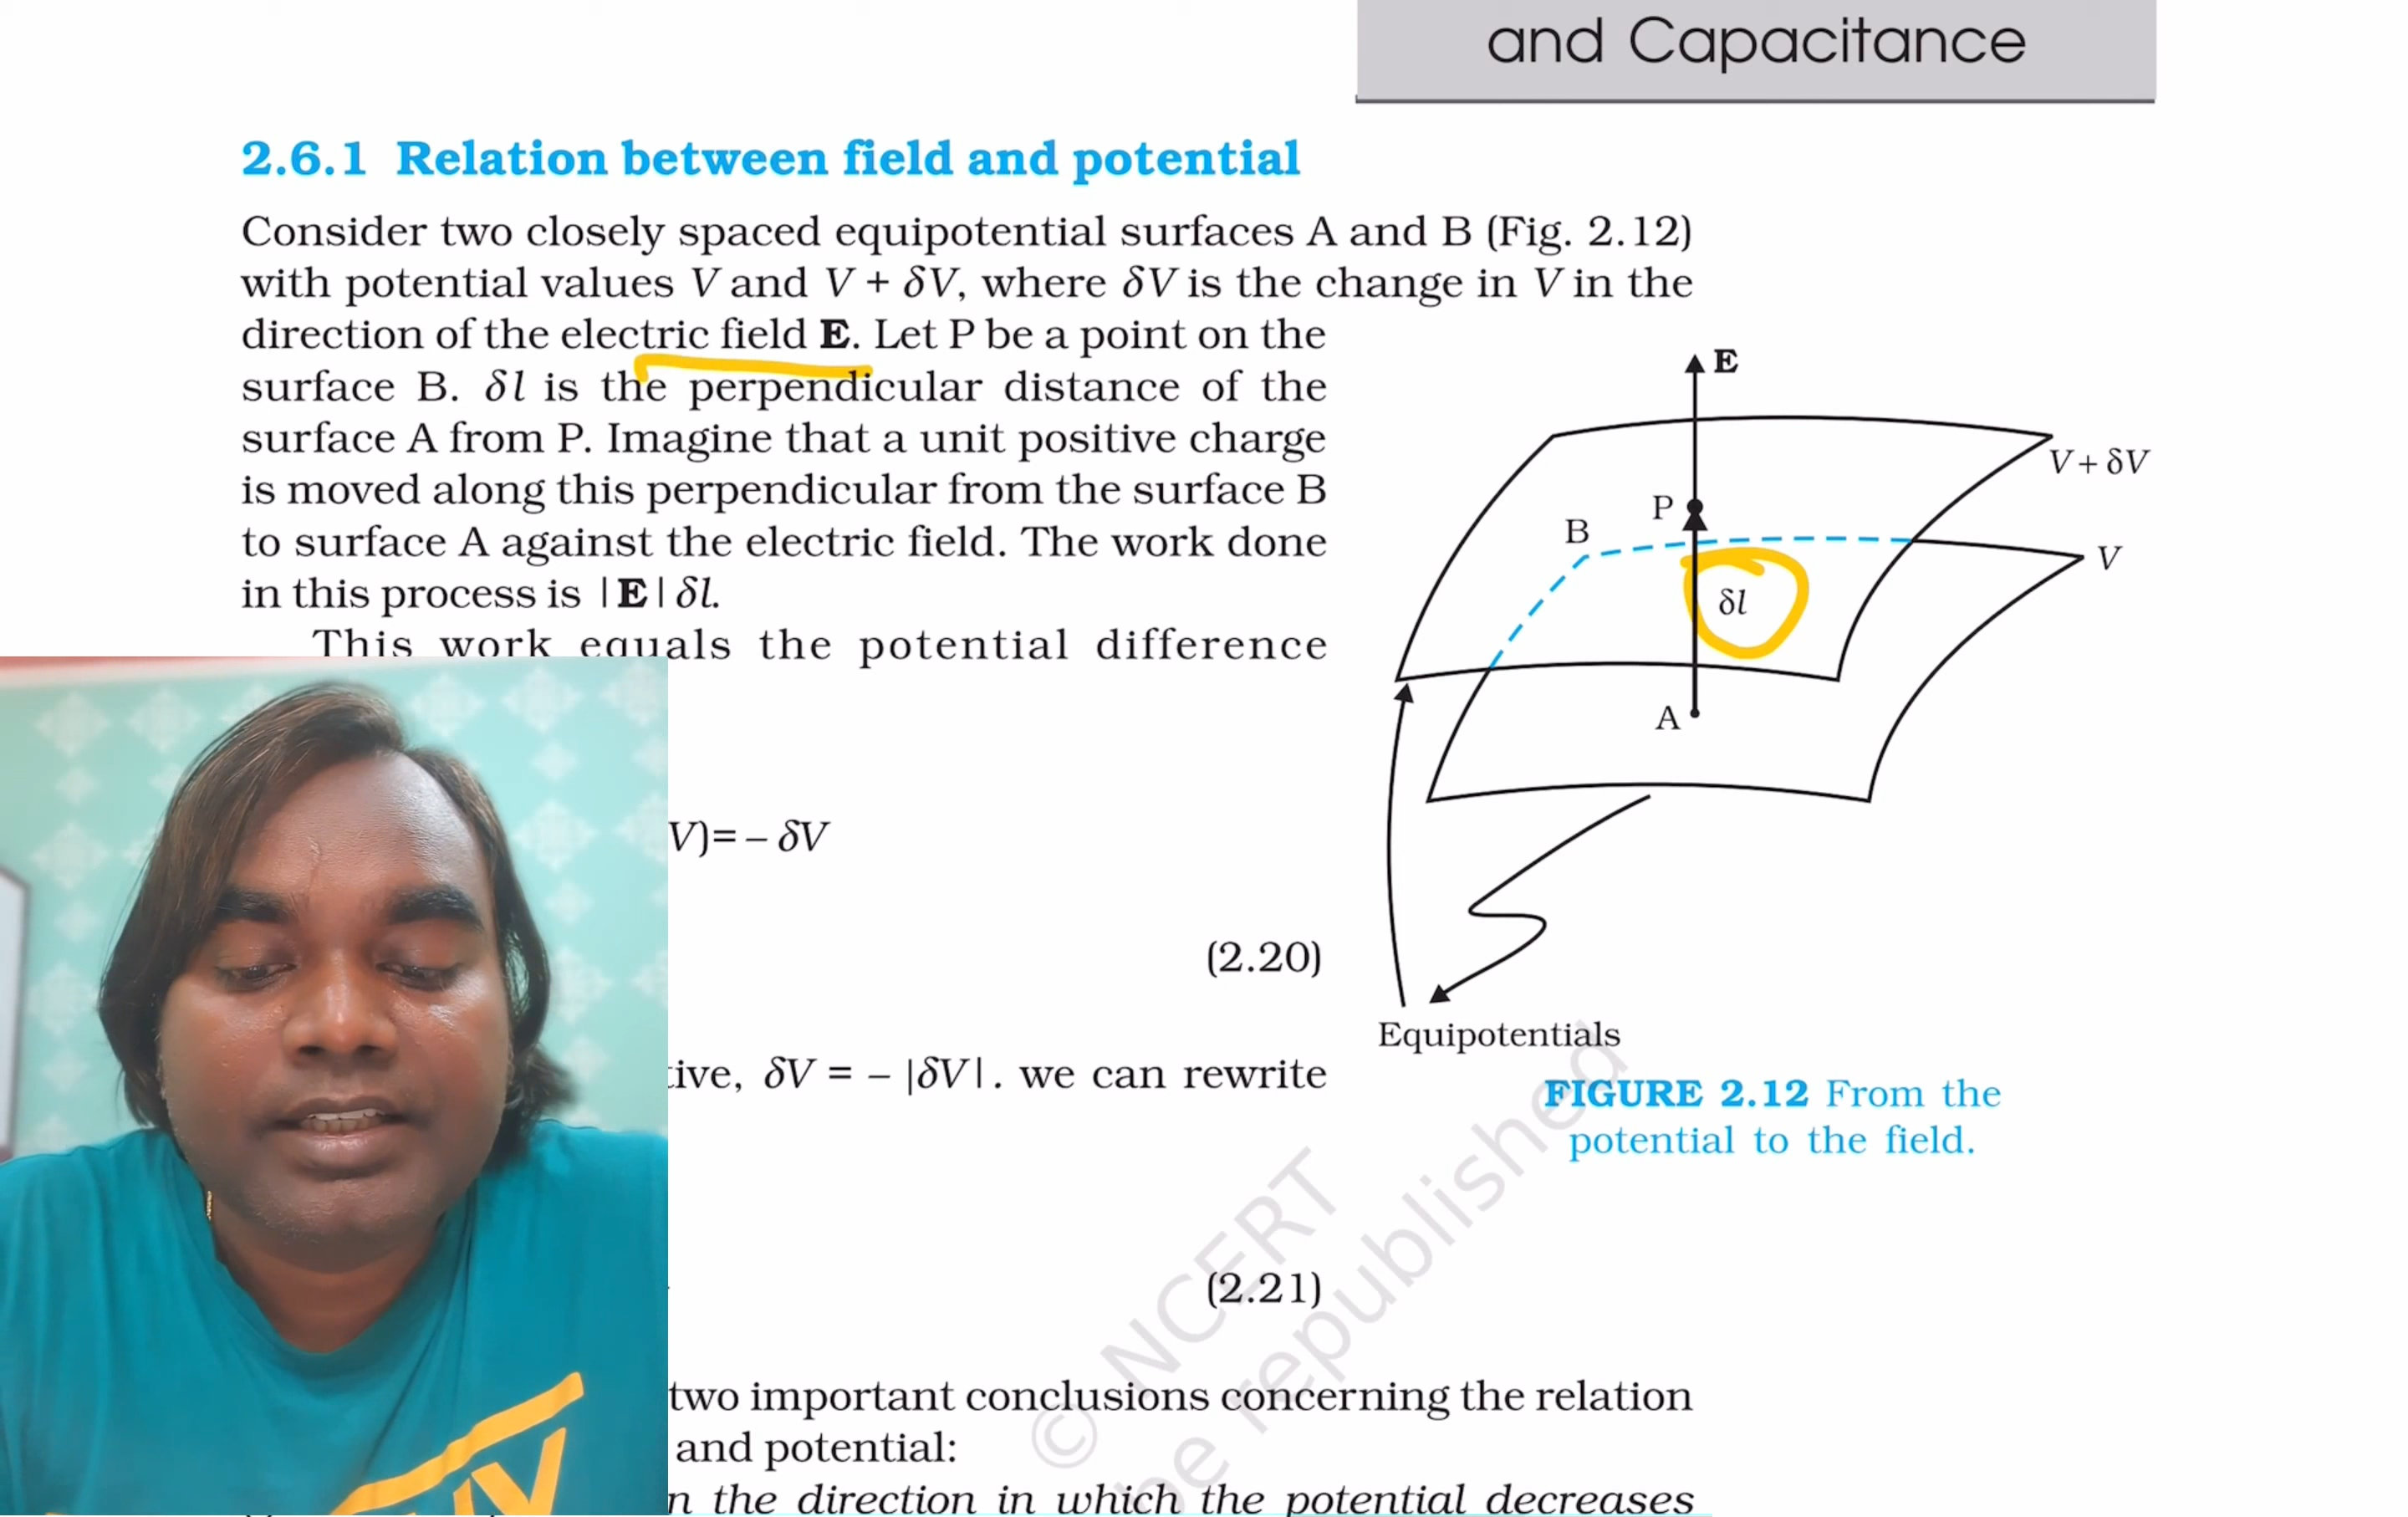 and Capacitance
2.6.1 Relation between field and potential
Consider two closely spaced equipotential surfaces A and B (Fig. 2.12)
with potential values V and V + δV, where δV is the change in V in the
direction of the electric field E. Let P be a point on the
surface B. δl is the perpendicular distance of the
surface A from P. Imagine that a unit positive charge
is moved along this perpendicular from the surface B
to surface A against the electric field. The work done
in this process is |E|δl.
This work equals the potential difference
V)= – δV
(2.20)
δV = – |δV|. we can rewrite
(2.21)
two important conclusions concerning the relation
and potential:
the direction in which the potential decreases
E
V + δV
P
B
V
δl
A
Equipotentials
FIGURE 2.12 From the
potential to the field.
© NCERT
be republished